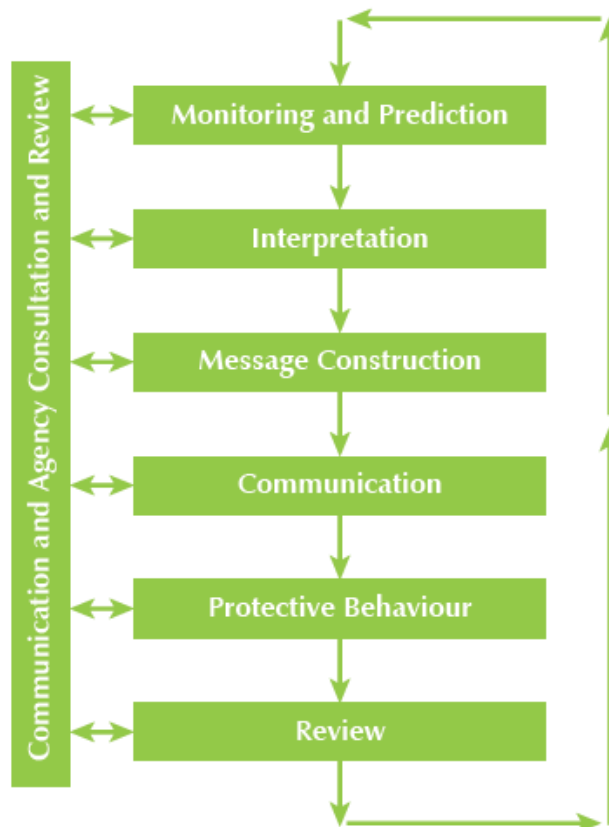 Communication and Agency Consultation and Review
Monitoring and Prediction
Interpretation
Message Construction
Communication
Protective Behaviour
Review